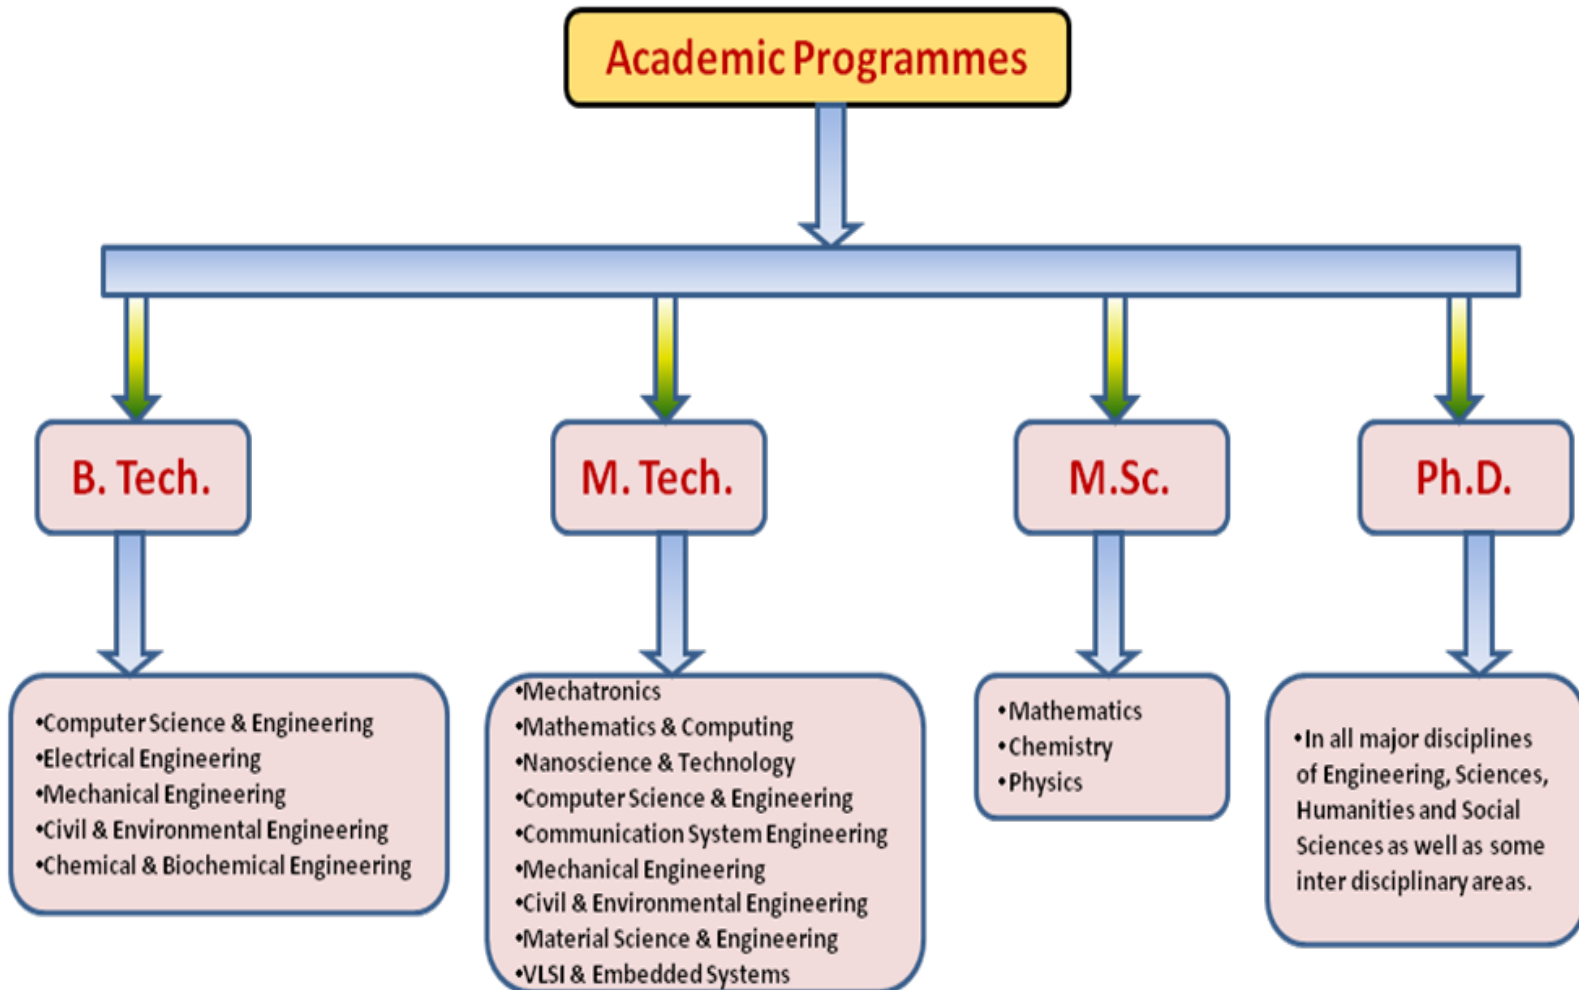 Academic Programmes
B. Tech.
M. Tech.
M.Sc.
Ph.D.
•Computer Science & Engineering
•Electrical Engineering
•Mechanical Engineering
•Civil & Environmental Engineering
•Chemical & Biochemical Engineering
•Mechatronics
•Mathematics & Computing
•Nanoscience & Technology
•Computer Science & Engineering
•Communication System Engineering
•Mechanical Engineering
•Civil & Environmental Engineering
•Material Science & Engineering
•VLSI & Embedded Systems
•Mathematics
•Chemistry
•Physics
•In all major disciplines
of Engineering, Sciences,
Humanities and Social
Sciences as well as some
inter disciplinary areas.